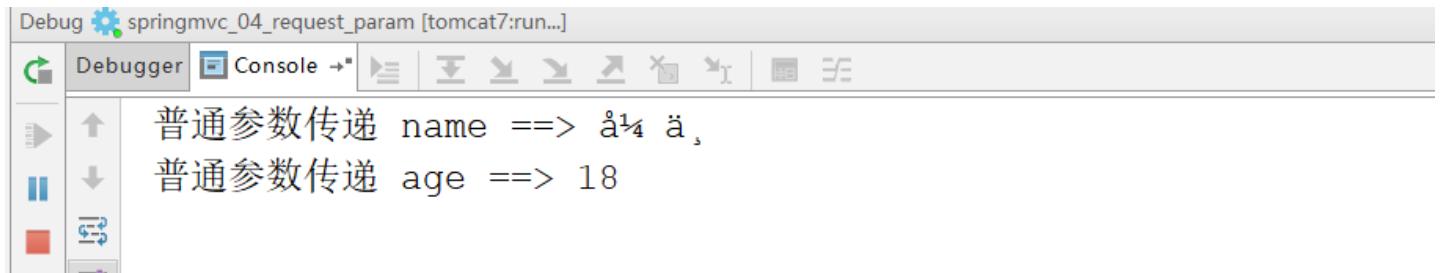 Debug springmvc_04_request_param [tomcat7:run...]
Debugger Console
普通参数传递 name ==> å¼ ä¸
普通参数传递 age ==> 18